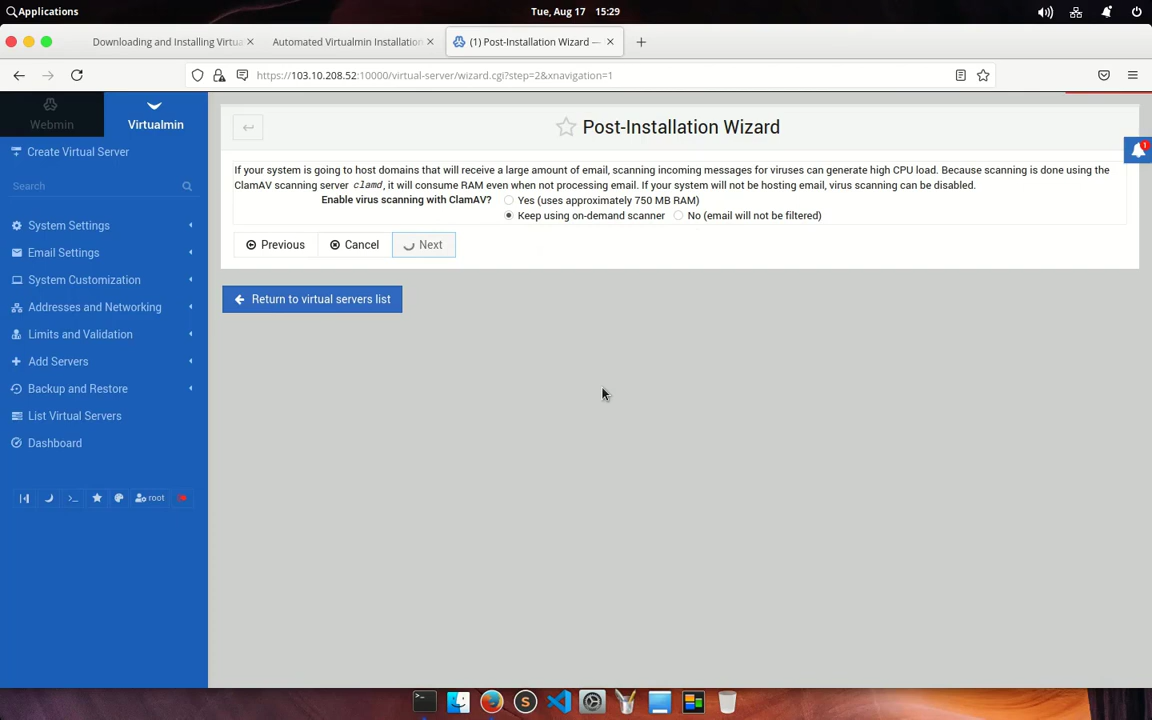 Applications
Tue, Aug 17 15:29
Downloading and Installing Virtua
Automated Virtualmin Installation
(1) Post-Installation Wizard —
https://103.10.208.52:10000/virtual-server/wizard.cgi?step=2&xnavigation=1
Webmin
Virtualmin
Create Virtual Server
Search
System Settings
Email Settings
System Customization
Addresses and Networking
Limits and Validation
Add Servers
Backup and Restore
List Virtual Servers
Dashboard
root
Post-Installation Wizard
1
If your system is going to host domains that will receive a large amount of email, scanning incoming messages for viruses can generate high CPU load. Because scanning is done using the
ClamAV scanning server clamd, it will consume RAM even when not processing email. If your system will not be hosting email, virus scanning can be disabled.
Enable virus scanning with ClamAV? Yes (uses approximately 750 MB RAM)
Keep using on-demand scanner No (email will not be filtered)
Previous Cancel Next
Return to virtual servers list